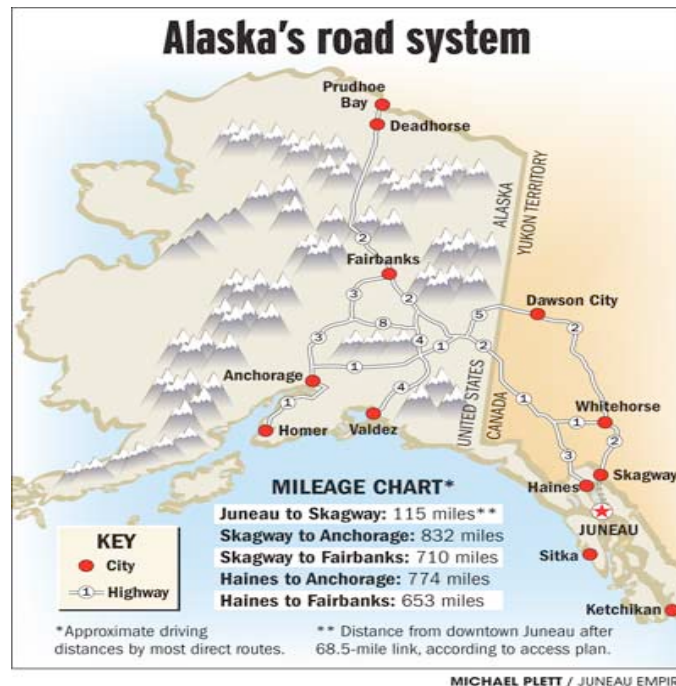 Alaska's road system
Prudhoe
Bay
Deadhorse
ALASKA
YUKON TERRITORY
2
Fairbanks
3
2
Dawson City
5
2
3
8
4
1
2
Anchorage
1
4
UNITED STATES
CANADA
Whitehorse
1
2
1
Homer
Valdez
3
Skagway
Haines
JUNEAU
Sitka
Ketchikan
MILEAGE CHART*
Juneau to Skagway: 115 miles**
Skagway to Anchorage: 832 miles
Skagway to Fairbanks: 710 miles
Haines to Anchorage: 774 miles
Haines to Fairbanks: 653 miles
KEY
City
1 Highway
*Approximate driving
distances by most direct routes.
** Distance from downtown Juneau after
68.5-mile link, according to access plan.
MICHAEL PLETT / JUNEAU EMPIR